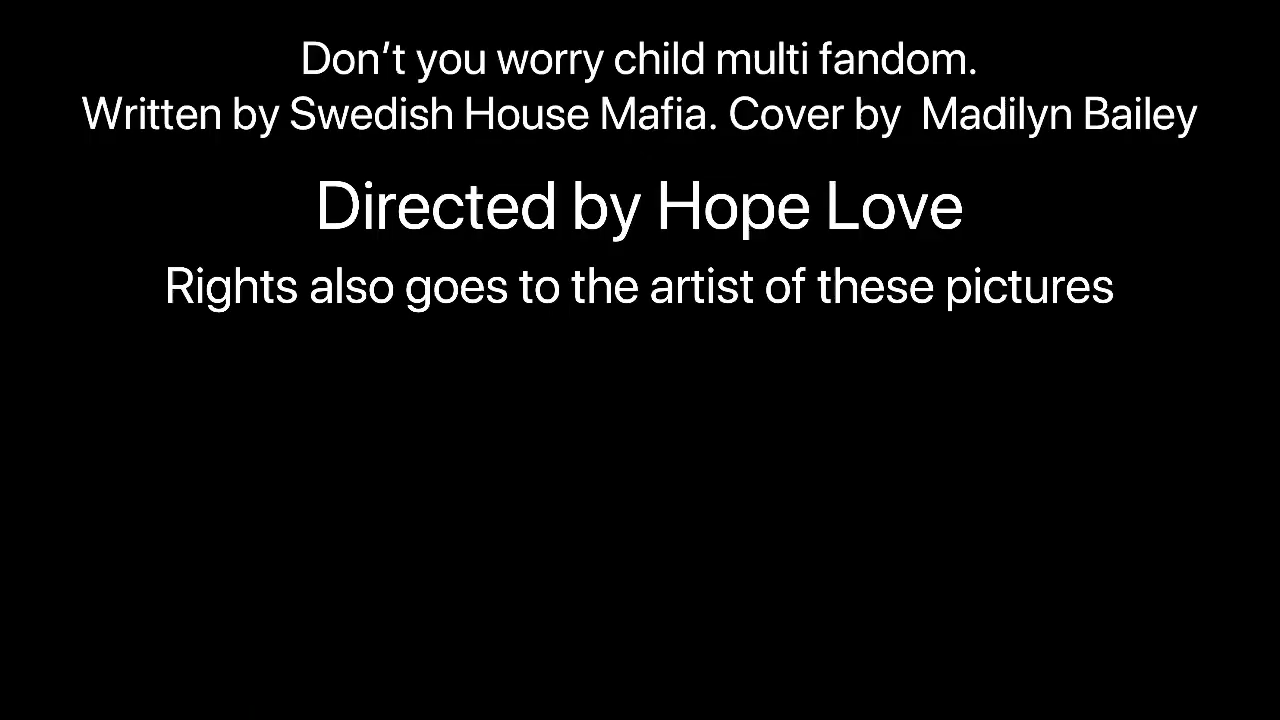 Don’t you worry child multi fandom.
Written by Swedish House Mafia. Cover by  Madilyn Bailey
Directed by Hope Love
Rights also goes to the artist of these pictures